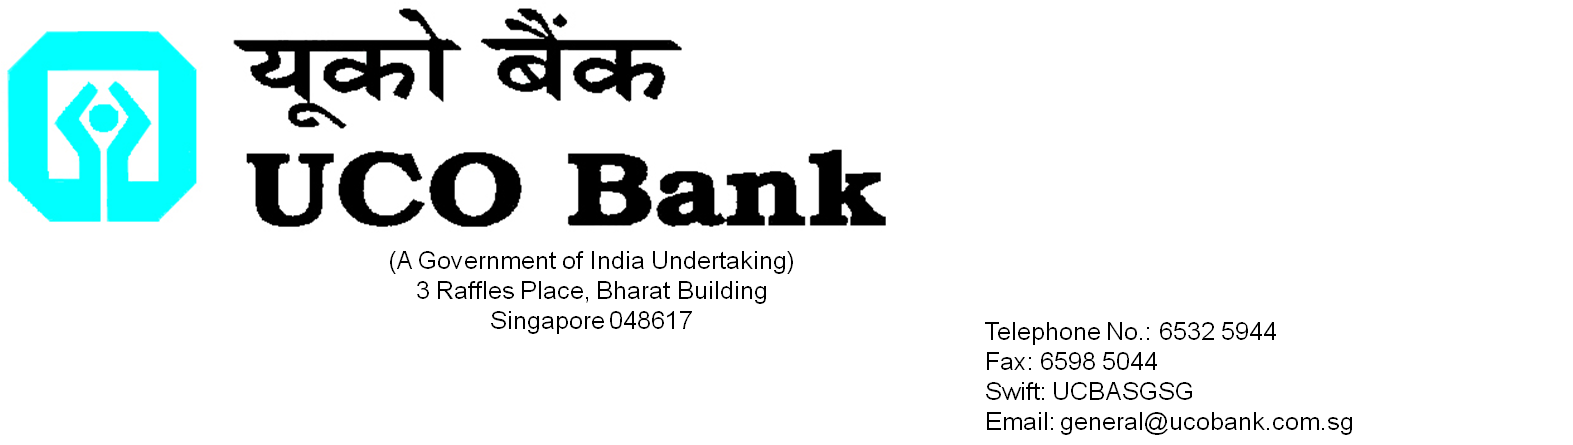 यूको बैंक
UCO Bank
(A Government of India Undertaking)
3 Raffles Place, Bharat Building
Singapore 048617
Telephone No.: 6532 5944
Fax: 6598 5044
Swift: UCBASGSG
Email: general@ucobank.com.sg